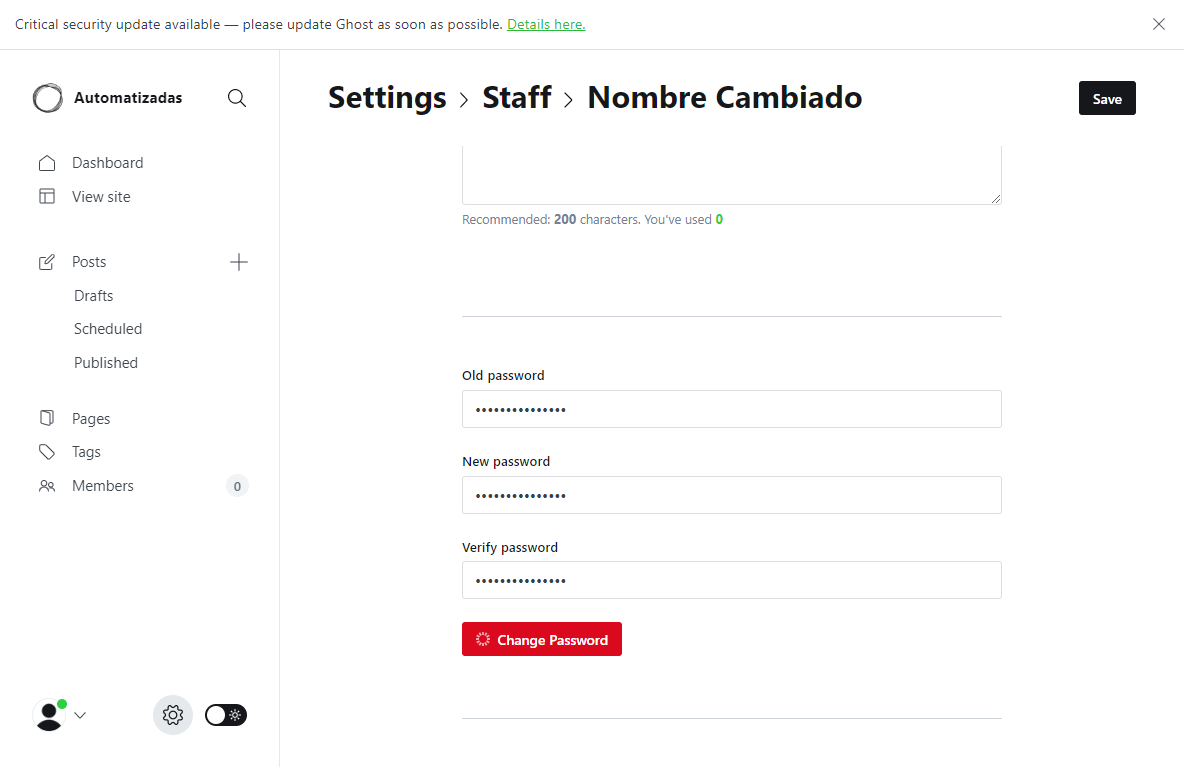 Critical security update available — please update Ghost as soon as possible. Details here.
Automatizadas
Settings > Staff > Nombre Cambiado
Save
Dashboard
View site
Recommended: 200 characters. You've used 0
Posts
Drafts
Scheduled
Published
Old password
•••••••••••••••
Pages
Tags
New password
Members
0
•••••••••••••••
Verify password
•••••••••••••••
Change Password